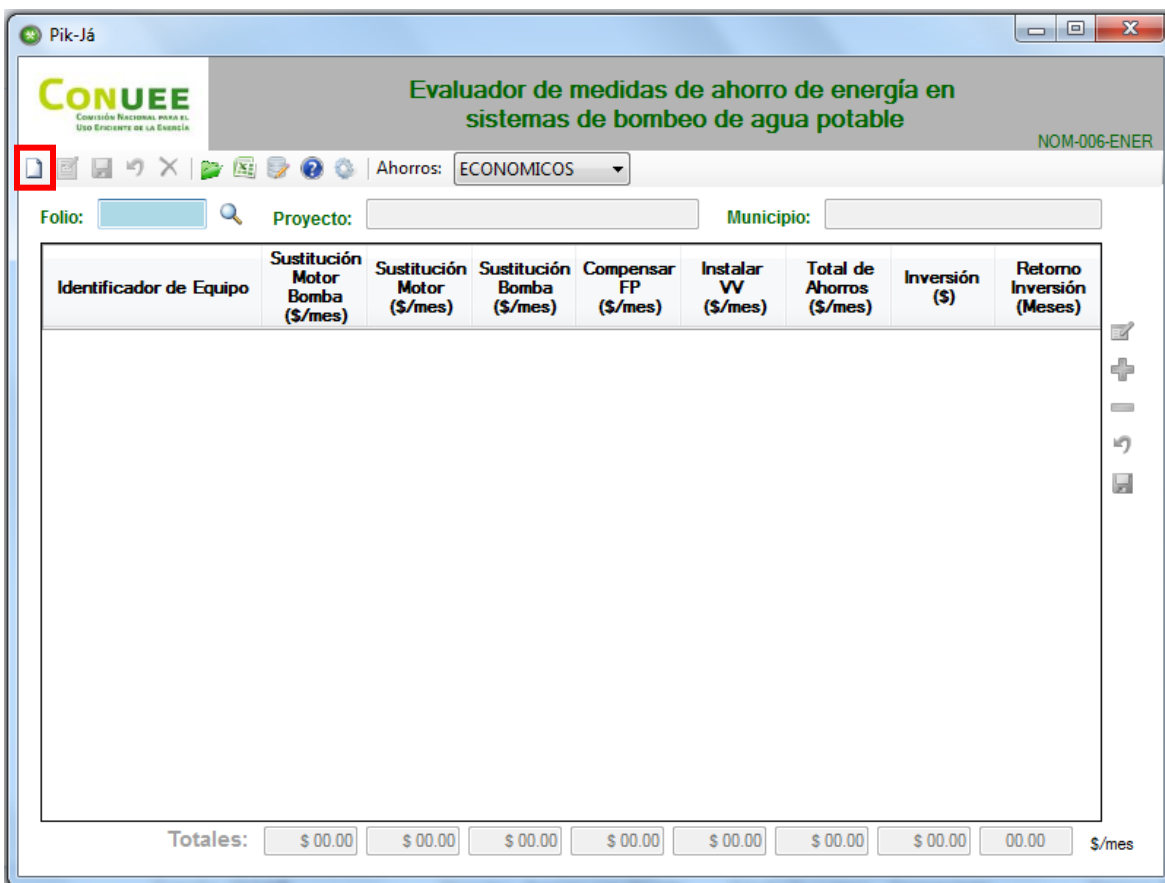 Pik-Já
CONUEE
COMISIÓN NACIONAL PARA EL
USO EFICIENTE DE LA ENERGÍA
Evaluador de medidas de ahorro de energía en
sistemas de bombeo de agua potable
NOM-006-ENER
Ahorros: ECONOMICOS
Folio: Proyecto: Municipio:
Identificador de Equipo
Sustitución
Motor
Bomba
($/mes)
Sustitución
Motor
($/mes)
Sustitución
Bomba
($/mes)
Compensar
FP
($/mes)
Instalar
VV
($/mes)
Total de
Ahorros
($/mes)
Inversión
($)
Retorno
Inversión
(Meses)
Totales: $ 00.00 $ 00.00 $ 00.00 $ 00.00 $ 00.00 $ 00.00 $ 00.00 00.00 $/mes